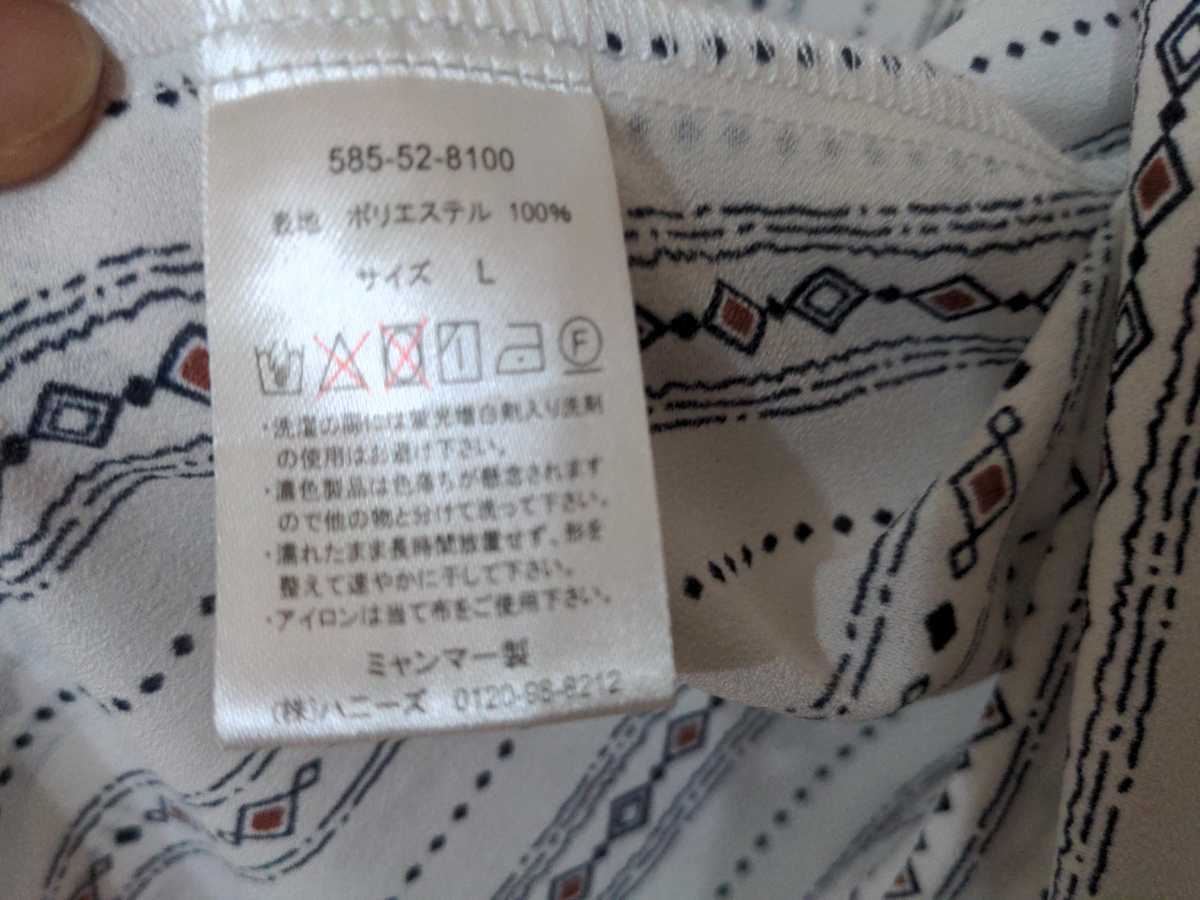 585-52-8100
表地 ポリエステル 100%
サイズ L
F
・洗濯の際には蛍光増白剤入り洗剤
の使用はお避け下さい。
・濃色製品は色落ちが懸念されます
ので他の物と分けて洗って下さい。
・濡れたまま長時間放置せず、形を
整えて速やかに干して下さい。
・アイロンは当て布をご使用下さい。
ミャンマー製
(株)ハニーズ 0120-98-8212